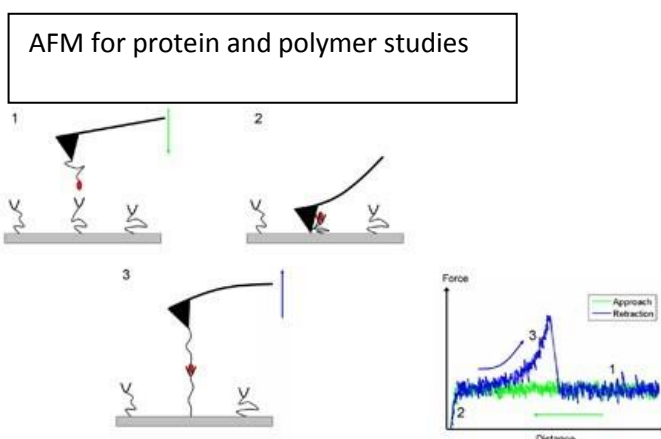 AFM for protein and polymer studies
1
2
3
Force
Approach
Retraction
3
1
2
Distance